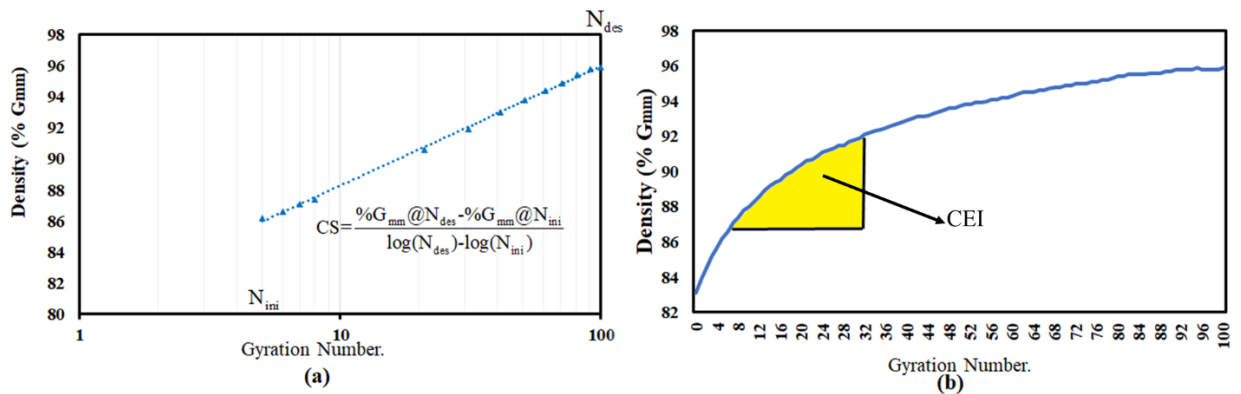 (a)
N_des
Density (% Gmm)
98
96
94
92
90
88
86
84
82
80
CS=(%G_mm@N_des-%G_mm@N_ini)/(log(N_des)-log(N_ini))
N_ini
1 10 100
Gyration Number.
(a)
(b)
Density (% Gmm)
98
96
94
92
90
88
86
84
82
CEI
0 4 8 12 16 20 24 28 32 36 40 44 48 52 56 60 64 68 72 76 80 84 88 92 96 100
Gyration Number.
(b)